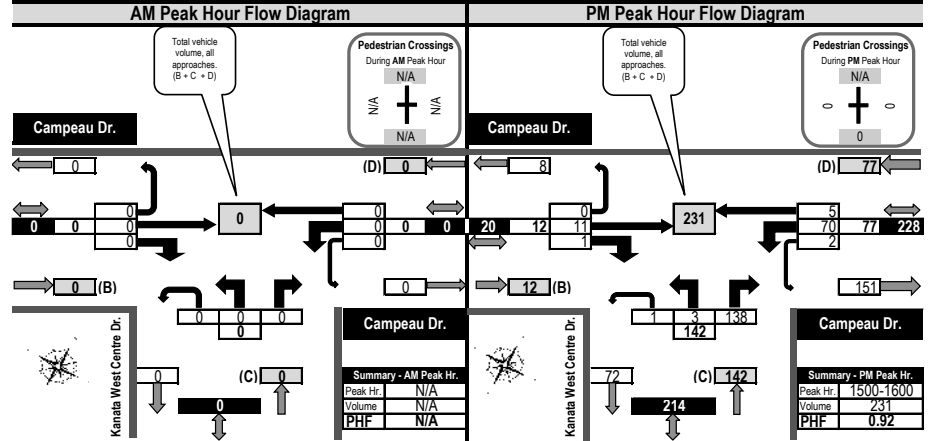 AM Peak Hour Flow Diagram
Total vehicle
volume, all
approaches.
(B + C + D)
Pedestrian Crossings
During AM Peak Hour
N/A
N/A
N/A
N/A
Campeau Dr.
0
(D)
0
0
0
0
0
0
0
0
0
0
0
0
0
0
(B)
0
0
0
0
0
Kanata West Centre Dr.
0
(C)
0
0
Campeau Dr.
Summary - AM Peak Hr.
Peak Hr. N/A
Volume N/A
PHF N/A
PM Peak Hour Flow Diagram
Total vehicle
volume, all
approaches.
(B + C + D)
Pedestrian Crossings
During PM Peak Hour
N/A
0
0
0
Campeau Dr.
8
(D)
77
20
12
0
11
1
231
5
70
2
77
228
12
(B)
151
1
3
138
142
Kanata West Centre Dr.
72
(C)
142
214
Campeau Dr.
Summary - PM Peak Hr.
Peak Hr. 1500-1600
Volume 231
PHF 0.92